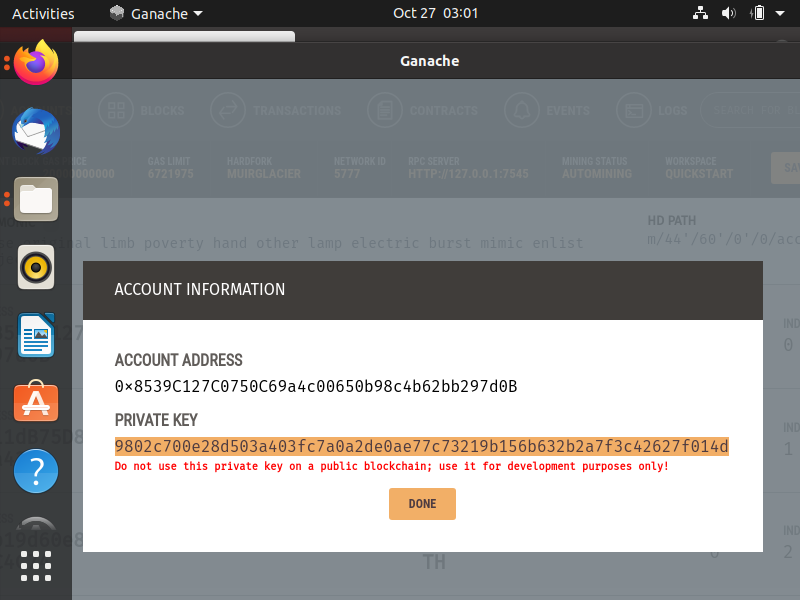 Activities Ganache Oct 27 03:01
Ganache
BLOCKS TRANSACTIONS CONTRACTS EVENTS LOGS
GAS LIMIT HARDFORK NETWORK ID RPC SERVER MINING STATUS WORKSPACE
6721975 MUIRGLACIER 5777 HTTP://127.0.0.1:7545 AUTOMINING QUICKSTART
HD PATH
limb poverty hand other lamp electric burst mimic enlist
m/44'/60'/0'/0/acc
ACCOUNT INFORMATION
IND
0
ACCOUNT ADDRESS
0×8539C127C0750C69a4c00650b98c4b62bb297d0B
PRIVATE KEY
IND
9802c700e28d503a403fc7a0a2de0ae77c73219b156b632b2a7f3c42627f014d
1
Do not use this private key on a public blockchain; use it for development purposes only!
DONE
IND
2
TH